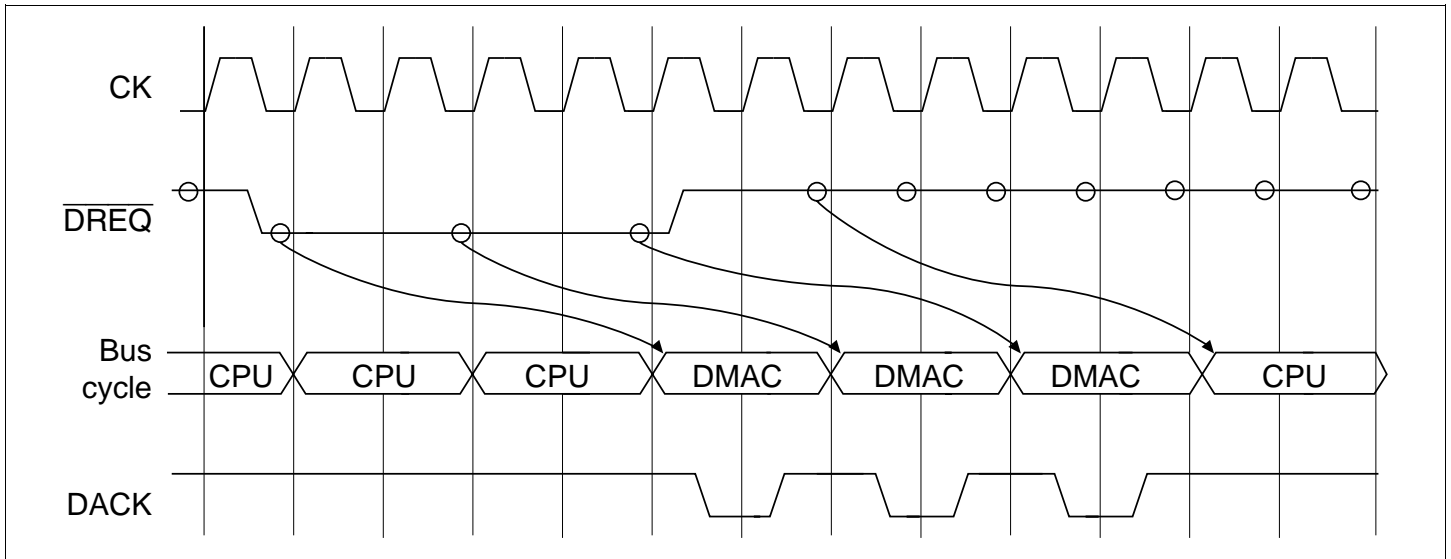 CK
DREQ
Bus
cycle
CPU CPU CPU DMAC DMAC DMAC CPU
DACK